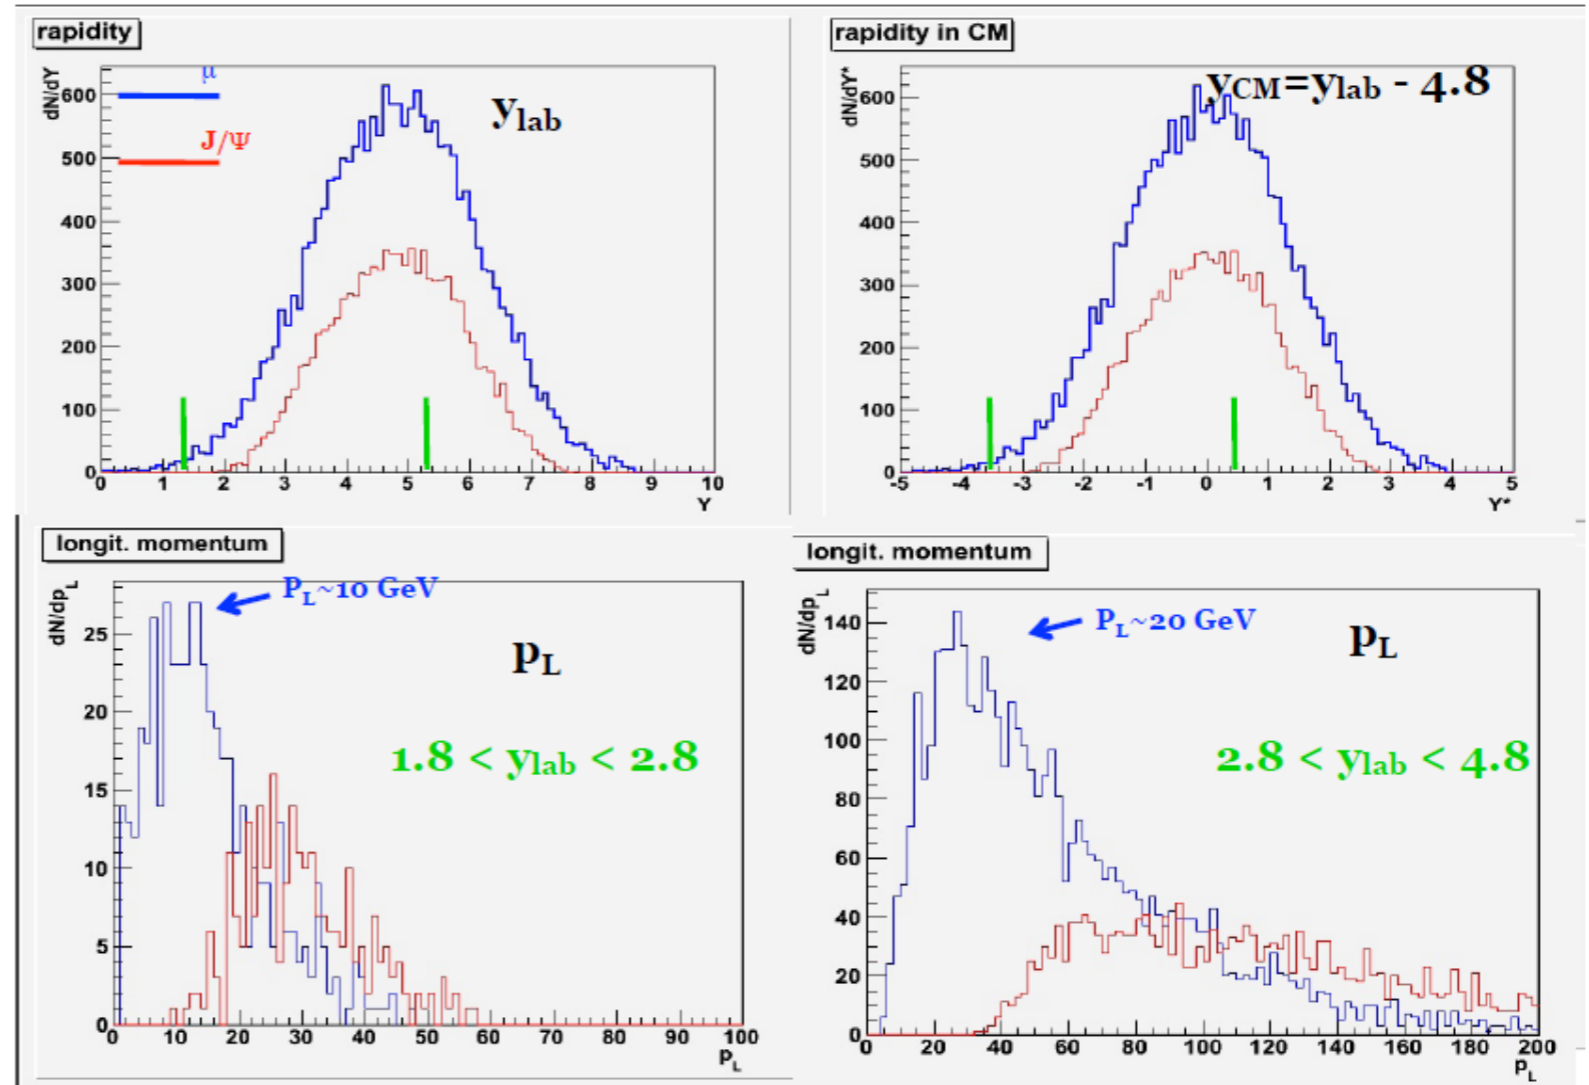 rapidity
dN/dY
600
500
400
300
200
100
0
μ
J/Ψ
ylab
0 1 2 3 4 5 6 7 8 9 10
Y
rapidity in CM
dN/dY*
600
500
400
300
200
100
0
yCM=ylab - 4.8
-5 -4 -3 -2 -1 0 1 2 3 4 5
Y*
longit. momentum
dN/dpL
25
20
15
10
5
0
PL~10 GeV
pL
1.8 < ylab < 2.8
0 10 20 30 40 50 60 70 80 90 100
pL
longit. momentum
dN/dpL
140
120
100
80
60
40
20
0
PL~20 GeV
pL
2.8 < ylab < 4.8
0 20 40 60 80 100 120 140 160 180 200
pL